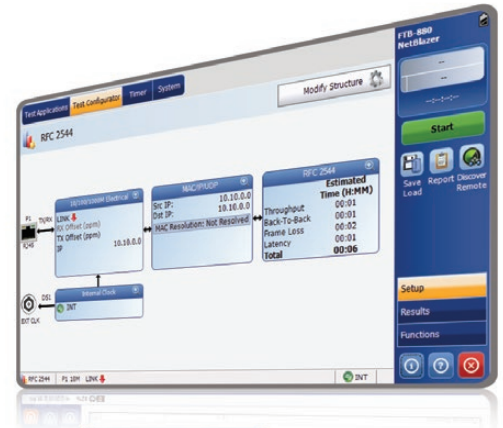 FTB-880
NetBlazer
Test Applications
Test Configurator
Timer
System
RFC 2544
Modify Structure
--
--
--:--:--
Start
Save
Load
Report
Discover
Remote
P1
TX/RX
RJ45
10/100/1000M Electrical
LINK
RX Offset (ppm)
TX Offset (ppm)
IP 10.10.0.0
MAC/IP/UDP
Src IP: 10.10.0.0
Dst IP: 10.10.0.0
MAC Resolution: Not Resolved
RFC 2544
Estimated
Time (H:MM)
Throughput 00:01
Back-To-Back 00:01
Frame Loss 00:02
Latency 00:01
Total 00:06
DS1
EXT CLK
Internal Clock
INT
Setup
Results
Functions
RFC 2544 P1 10M LINK
INT